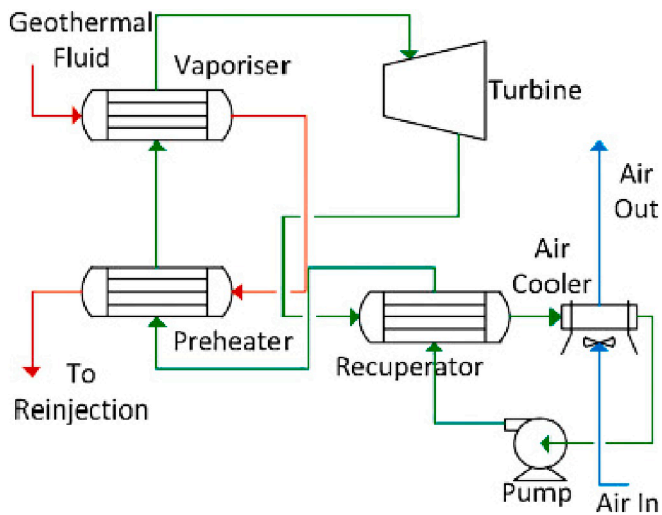 Geothermal
Fluid
Vaporiser
Turbine
Air
Out
Air
Cooler
Preheater
Recuperator
To
Reinjection
Pump
Air In